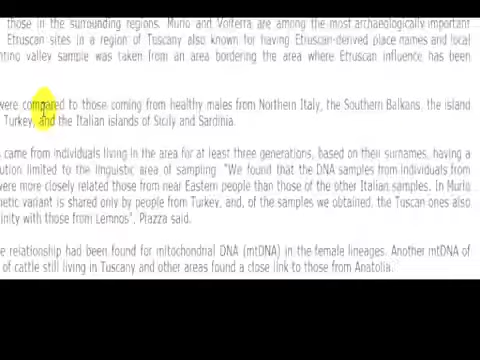 those in the surrounding regions. Murlo and Volterra are among the most archaeologically important
Etruscan sites in a region of Tuscany also known for having Etruscan-derived place names and local
ntino valley sample was taken from an area bordering the area where Etruscan influence has been
were compared to those coming from healthy males from Northern Italy, the Southern Balkans, the island
Turkey, and the Italian islands of Sicily and Sardinia.
s came from individuals living in the area for at least three generations, based on their surnames, having a
ution limited to the linguistic area of sampling. "We found that the DNA samples from individuals from
were more closely related those from near Eastern people than those of the other Italian samples. In Murlo
netic variant is shared only by people from Turkey, and, of the samples we obtained, the Tuscan ones also
finity with those from Lemnos", Piazza said.
e relationship had been found for mitochondrial DNA (mtDNA) in the female lineages. Another mtDNA of
of cattle still living in Tuscany and other areas found a close link to those from Anatolia.